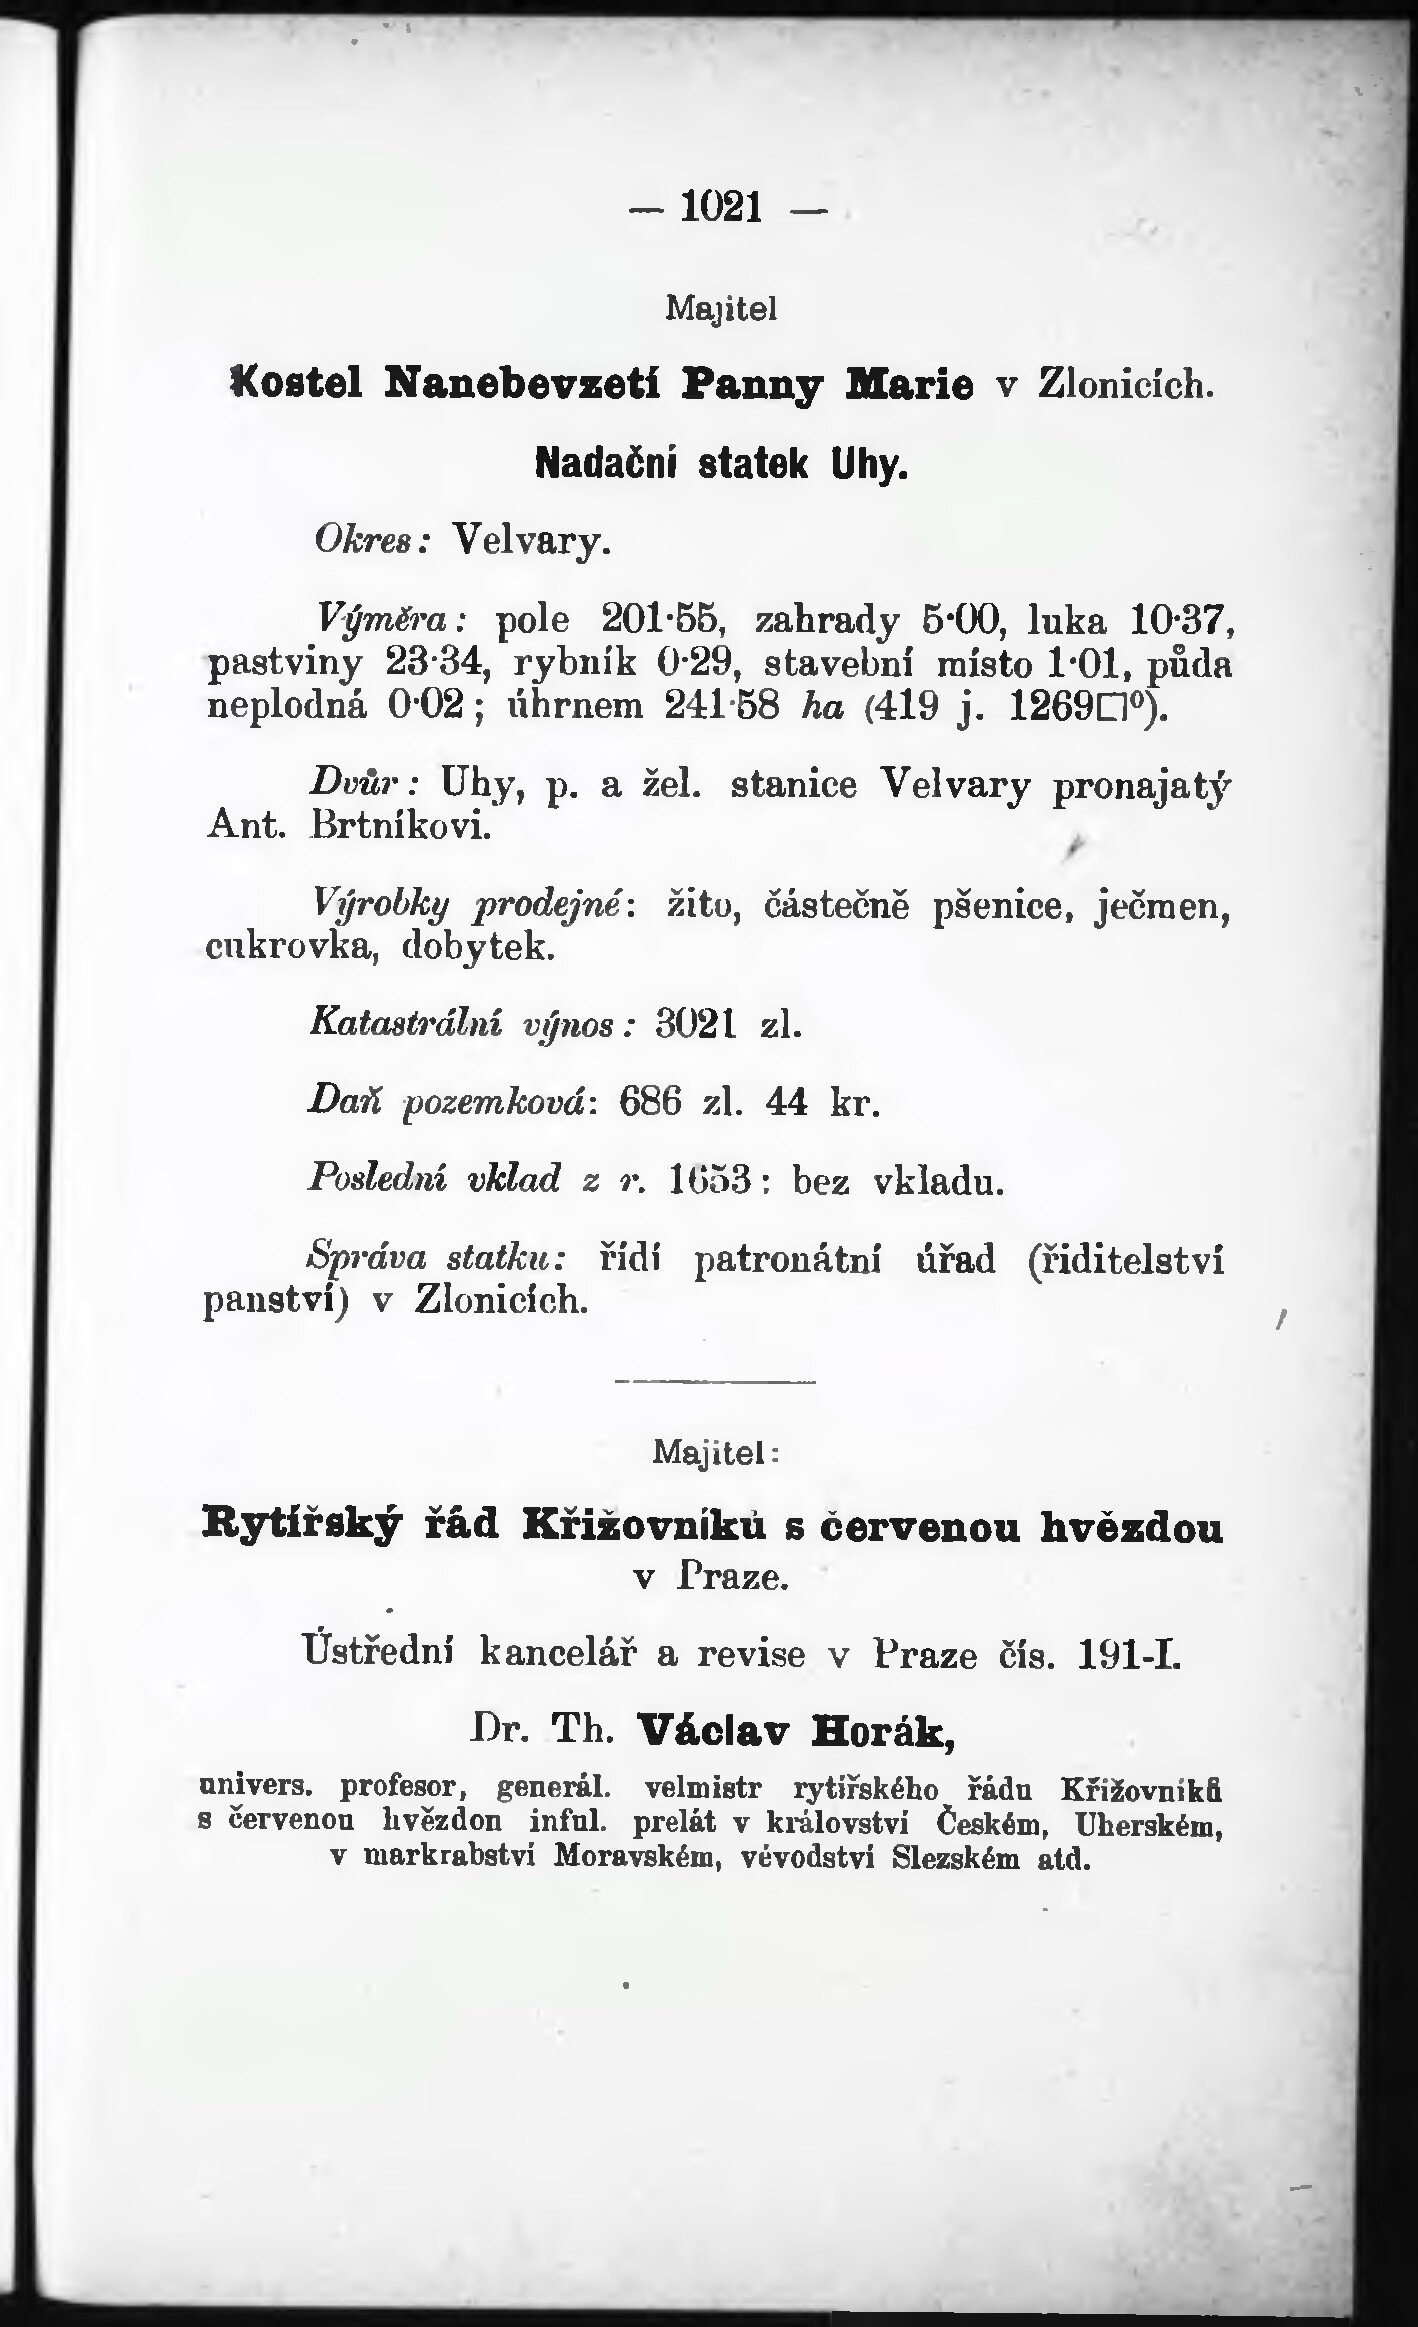 — 1021 —
Majitel
Kostel Nanebevzetí Panny Marie v Zlonicích.
Nadační statek Uhy.
Okres: Velvary.
Výměra: pole 201·55, zahrady 5·00, luka 10·37,
pastviny 23·34, rybník 0·29, stavební místo 1·01, půda
neplodná 0·02; úhrnem 241·58 ha (419 j. 1269□⁰).
Dvůr: Uhy, p. a žel. stanice Velvary pronajatý
Ant. Brtníkovi.
Výrobky prodejné: žito, částečně pšenice, ječmen,
cukrovka, dobytek.
Katastrální výnos: 3021 zl.
Daň pozemková: 686 zl. 44 kr.
Poslední vklad z r. 1653: bez vkladu.
Správa statku: řídí patronátní úřad (řiditelství
panství) v Zlonicích.
Majitel:
Rytířský řád Křižovníků s červenou hvězdou
v Praze.
Ústřední kancelář a revise v Praze čís. 191-I.
Dr. Th. Václav Horák,
univers. profesor, generál. velmistr rytířského řádu Křižovníků
s červenou hvězdou inful. prelát v království Českém, Uherském,
v markrabství Moravském, vévodství Slezském atd.